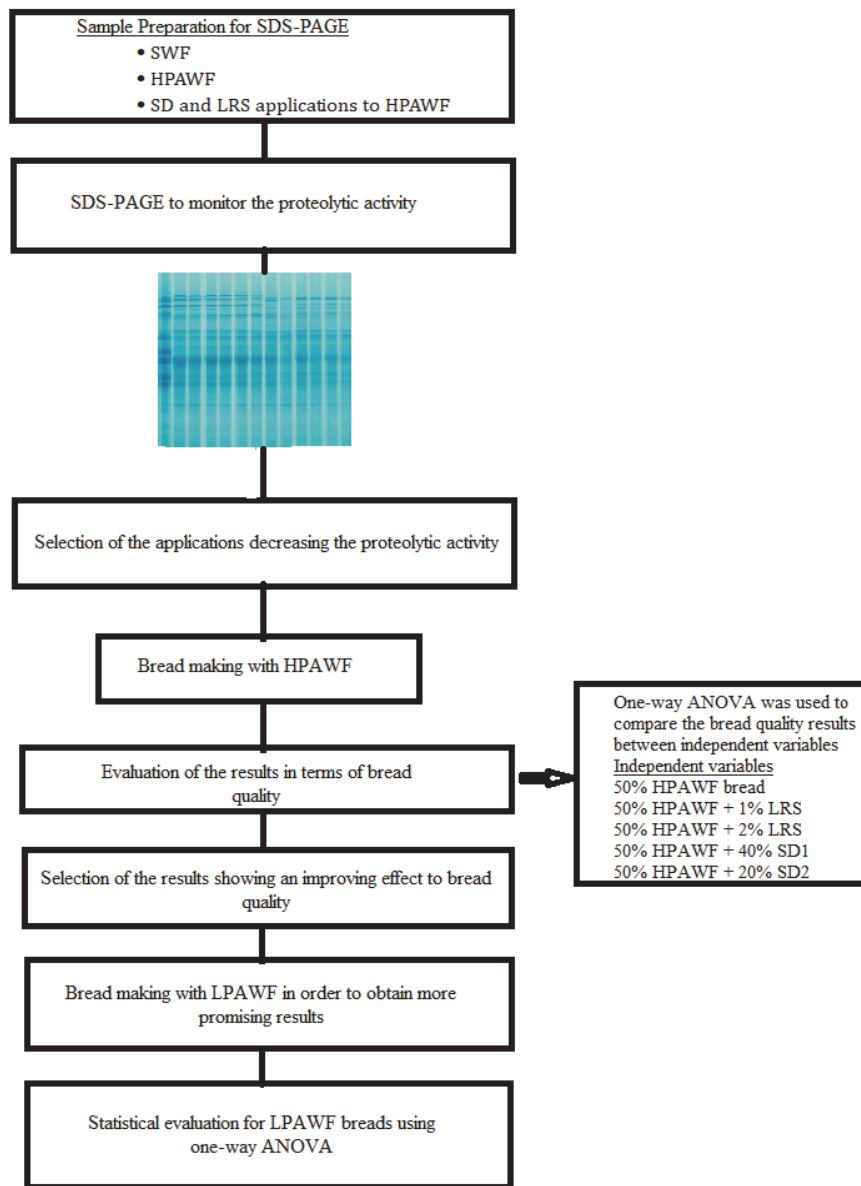 Sample Preparation for SDS-PAGE
• SWF
• HPAWF
• SD and LRS applications to HPAWF
SDS-PAGE to monitor the proteolytic activity
Selection of the applications decreasing the proteolytic activity
Bread making with HPAWF
Evaluation of the results in terms of bread
quality
One-way ANOVA was used to
compare the bread quality results
between independent variables
Independent variables
50% HPAWF bread
50% HPAWF + 1% LRS
50% HPAWF + 2% LRS
50% HPAWF + 40% SD1
50% HPAWF + 20% SD2
Selection of the results showing an improving effect to bread
quality
Bread making with LPAWF in order to obtain more
promising results
Statistical evaluation for LPAWF breads using
one-way ANOVA